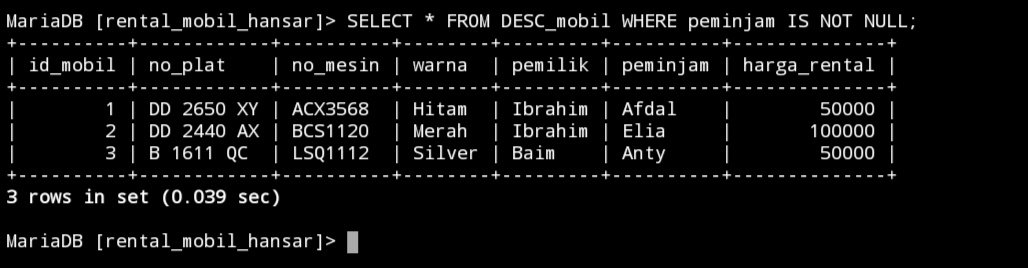 MariaDB [rental_mobil_hansar]> SELECT * FROM DESC_mobil WHERE peminjam IS NOT NULL;
+----------+------------+----------+--------+---------+----------+--------------+
| id_mobil | no_plat    | no_mesin | warna  | pemilik | peminjam | harga_rental |
+----------+------------+----------+--------+---------+----------+--------------+
|        1 | DD 2650 XY | ACX3568  | Hitam  | Ibrahim | Afdal    |        50000 |
|        2 | DD 2440 AX | BCS1120  | Merah  | Ibrahim | Elia     |       100000 |
|        3 | B 1611 QC  | LSQ1112  | Silver | Baim    | Anty     |        50000 |
+----------+------------+----------+--------+---------+----------+--------------+
3 rows in set (0.039 sec)
MariaDB [rental_mobil_hansar]>